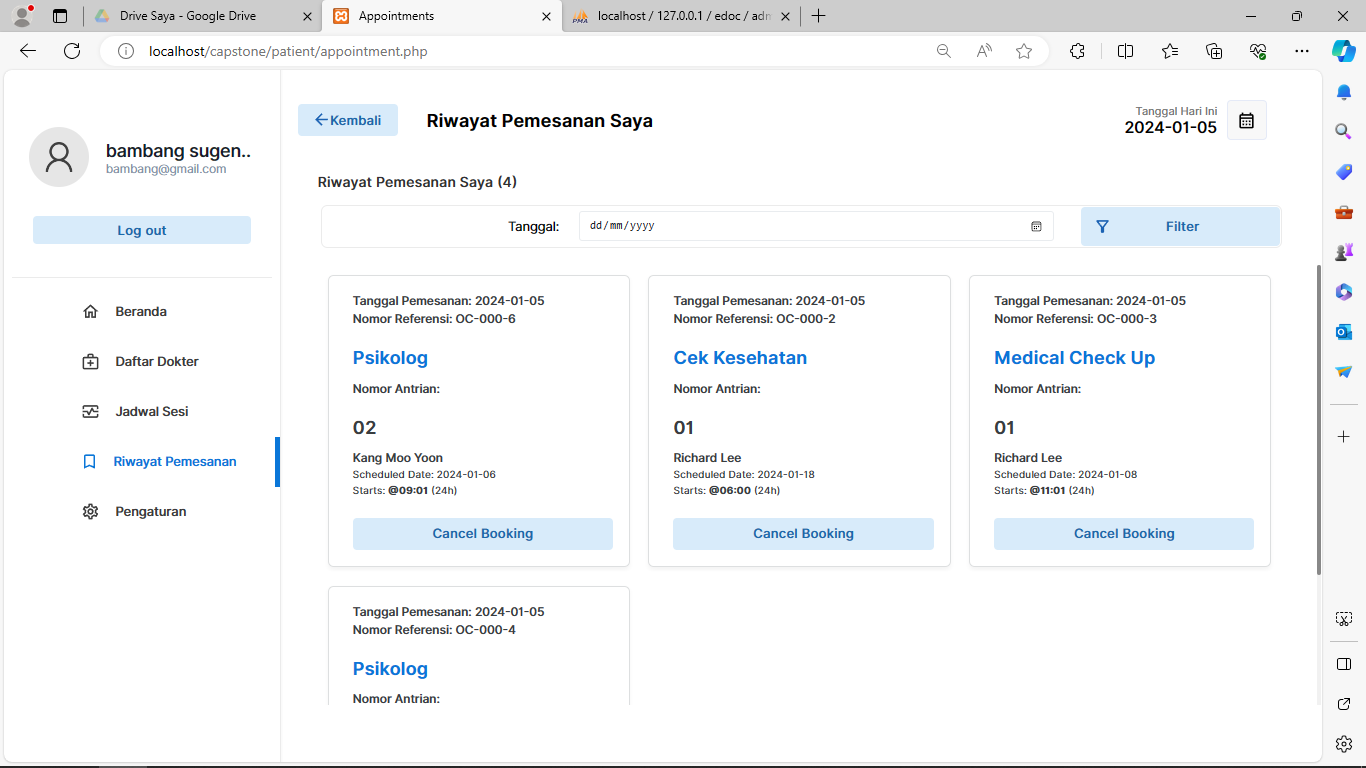 Drive Saya - Google Drive
Appointments
localhost / 127.0.0.1 / edoc / adm
localhost/capstone/patient/appointment.php
bambang sugen..
bambang@gmail.com
Log out
Beranda
Daftar Dokter
Jadwal Sesi
Riwayat Pemesanan
Pengaturan
Kembali
Riwayat Pemesanan Saya
Tanggal Hari Ini
2024-01-05
Riwayat Pemesanan Saya (4)
Tanggal:
dd/mm/yyyy
Filter
Tanggal Pemesanan: 2024-01-05
Nomor Referensi: OC-000-6
Psikolog
Nomor Antrian:
02
Kang Moo Yoon
Scheduled Date: 2024-01-06
Starts: @09:01 (24h)
Cancel Booking
Tanggal Pemesanan: 2024-01-05
Nomor Referensi: OC-000-2
Cek Kesehatan
Nomor Antrian:
01
Richard Lee
Scheduled Date: 2024-01-18
Starts: @06:00 (24h)
Cancel Booking
Tanggal Pemesanan: 2024-01-05
Nomor Referensi: OC-000-3
Medical Check Up
Nomor Antrian:
01
Richard Lee
Scheduled Date: 2024-01-08
Starts: @11:01 (24h)
Cancel Booking
Tanggal Pemesanan: 2024-01-05
Nomor Referensi: OC-000-4
Psikolog
Nomor Antrian: